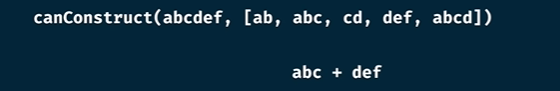 canConstruct(abcdef, [ab, abc, cd, def, abcd])
abc + def